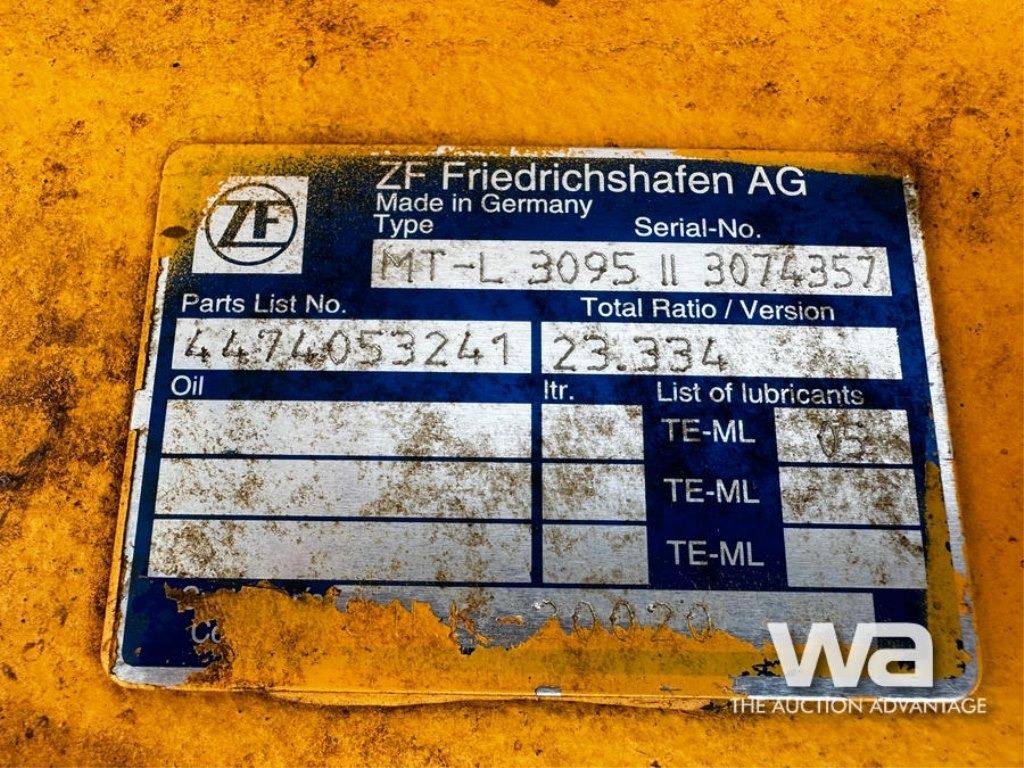 ZF
ZF Friedrichshafen AG
Made in Germany
Type Serial-No.
MT-L 3095 II 3074357
Parts List No. Total Ratio / Version
4474053241 23.334
Oil ltr. List of lubricants
TE-ML 05
TE-ML
TE-ML
20020
wa
THE AUCTION ADVANTAGE